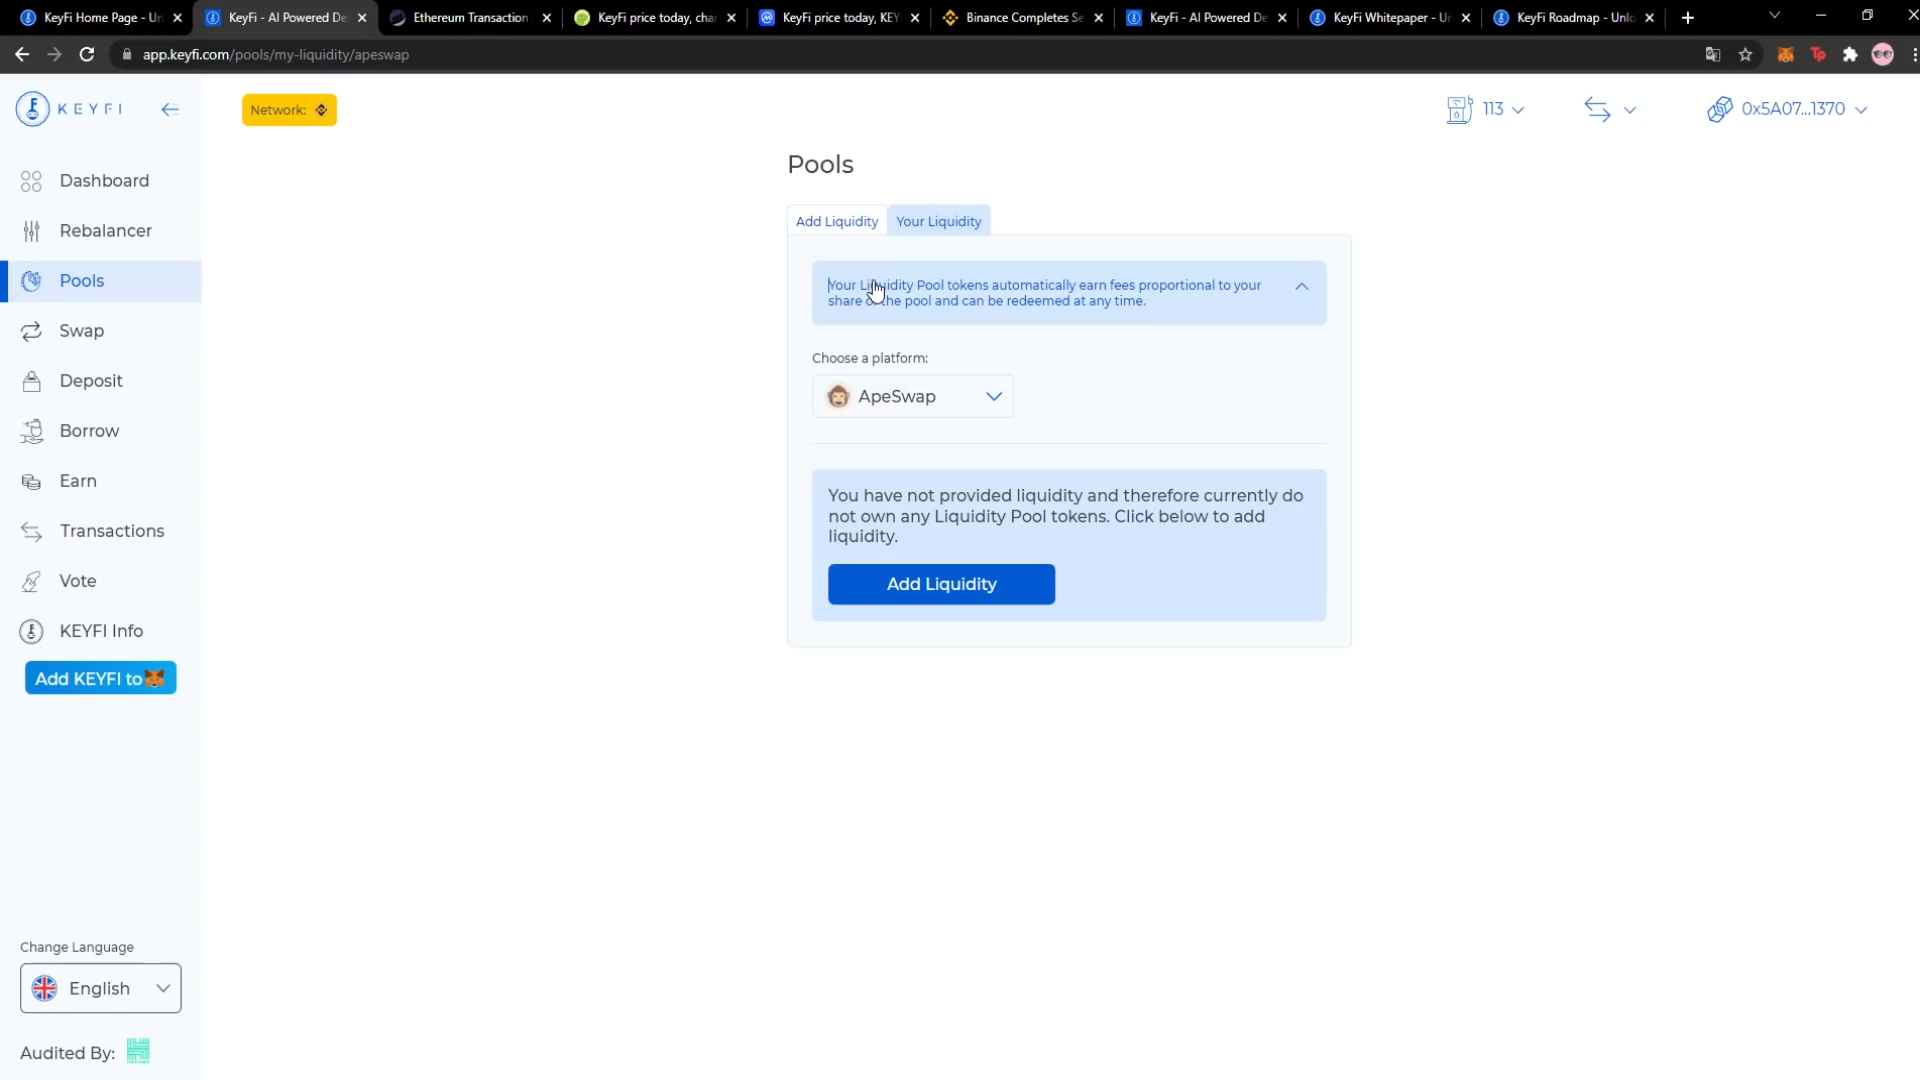 KeyFi Home Page - Un
KeyFi - AI Powered De
Ethereum Transaction
KeyFi price today, cha
KeyFi price today, KEY
Binance Completes Se
KeyFi - AI Powered De
KeyFi Whitepaper - Un
KeyFi Roadmap - Unlo
app.keyfi.com/pools/my-liquidity/apeswap
KEYFI
Network:
113
0x5A07...1370
Dashboard
Rebalancer
Pools
Swap
Deposit
Borrow
Earn
Transactions
Vote
KEYFI Info
Add KEYFI to
Change Language
English
Audited By:
Pools
Add Liquidity
Your Liquidity
Your Liquidity Pool tokens automatically earn fees proportional to your
share of the pool and can be redeemed at any time.
Choose a platform:
ApeSwap
You have not provided liquidity and therefore currently do
not own any Liquidity Pool tokens. Click below to add
liquidity.
Add Liquidity